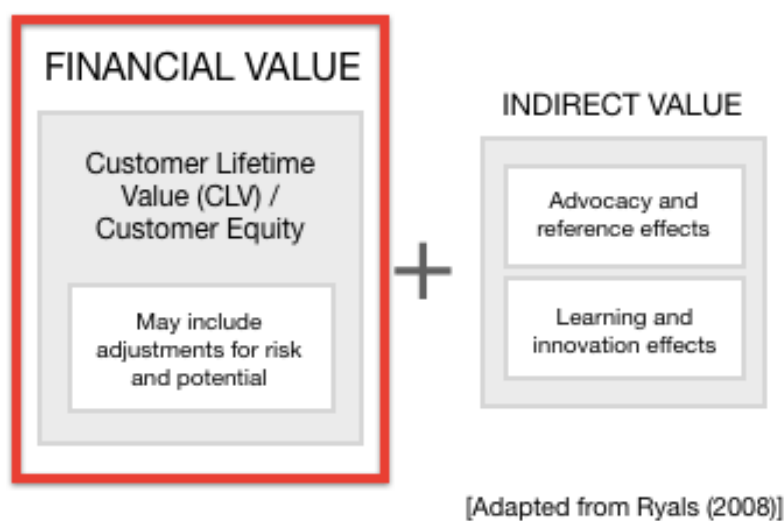 FINANCIAL VALUE
Customer Lifetime
Value (CLV) /
Customer Equity
May include
adjustments for risk
and potential
+
INDIRECT VALUE
Advocacy and
reference effects
Learning and
innovation effects
[Adapted from Ryals (2008)]